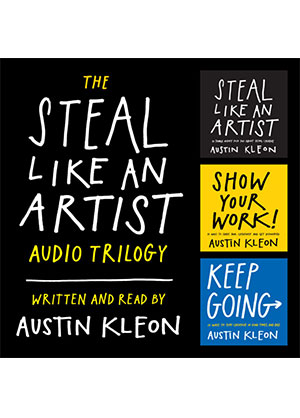 THE
STEAL
LIKE AN
ARTIST
AUDIO TRILOGY
WRITTEN AND READ BY
AUSTIN KLEON
STEAL
LIKE AN
ARTIST
AUSTIN KLEON
SHOW
YOUR
WORK!
AUSTIN KLEON
KEEP
GOING→
AUSTIN KLEON